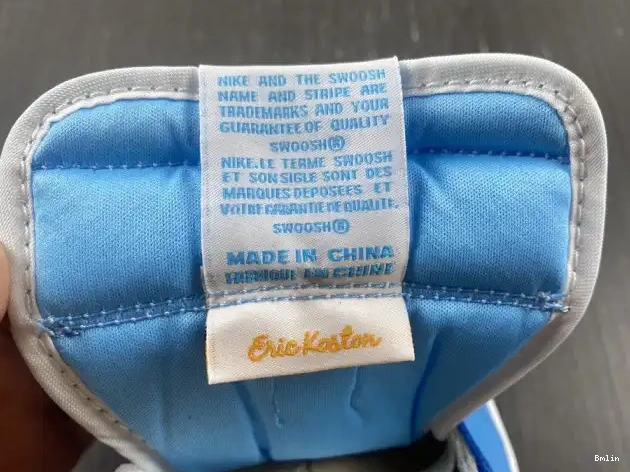 NIKE AND THE SWOOSH
NAME AND STRIPE ARE
TRADEMARKS AND YOUR
GUARANTEE OF QUALITY
SWOOSH®
NIKE.LE TERME SWOOSH
ET SON SIGLE SONT DES
MARQUES DEPOSEES ET
VOTRE GARANTIE DE QUALITE.
SWOOSH®
MADE IN CHINA
FABRIQUE EN CHINE
Eric Koston
Bmlin